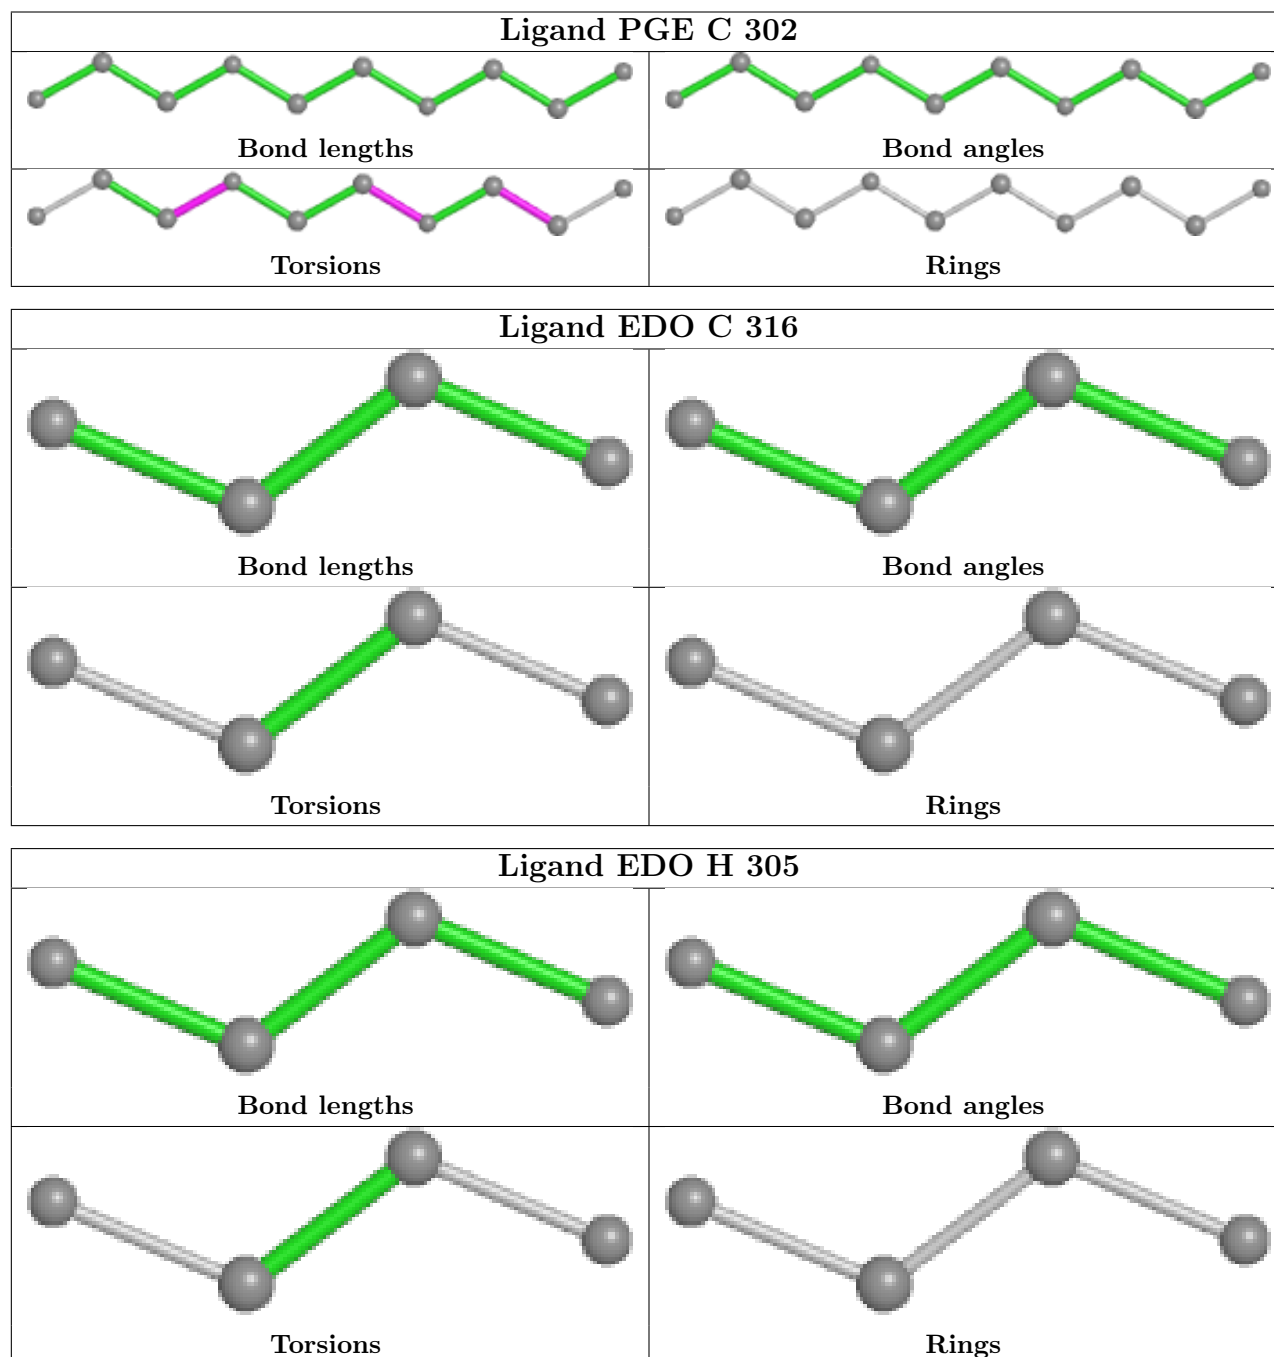 Ligand PGE C 302
Bond lengths
Bond angles
Torsions
Rings
Ligand EDO C 316
Bond lengths
Bond angles
Torsions
Rings
Ligand EDO H 305
Bond lengths
Bond angles
Torsions
Rings